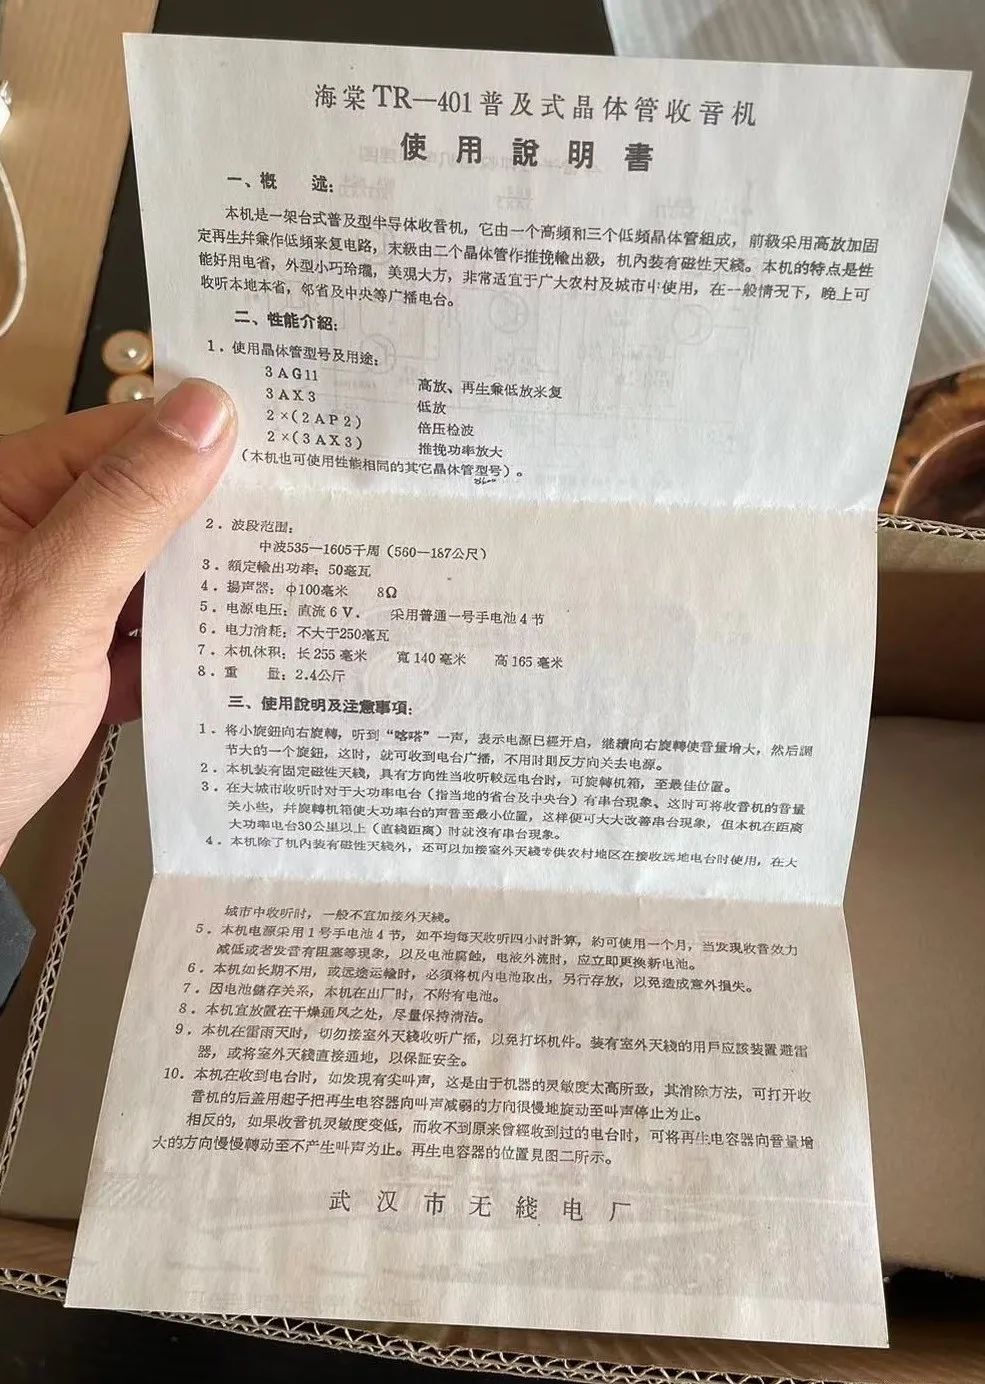 海棠TR—401普及式晶体管收音机
使用說明書
一、概　述：
本机是一架台式普及型半导体收音机，它由一个高頻和三个低頻晶体管組成，前級采用高放加固
定再生幷兼作低頻来复电路，末級由二个晶体管作推挽輸出級，机內装有磁性天綫。本机的特点是性
能好用电省，外型小巧玲瓏，美观大方，非常适宜于广大农村及城市中使用，在一般情况下，晚上可
收听本地本省，邻省及中央等广播电台。
二、性能介紹：
1．使用晶体管型号及用途：
3AG11　高放、再生兼低放来复
3AX3　低放
2×(2AP2)　倍压检波
2×(3AX3)　推挽功率放大
(本机也可使用性能相同的其它晶体管型号)。
2．波段范围：
中波535—1605千周（560—187公尺）
3．額定輸出功率：50毫瓦
4．揚声器：φ100毫米　8Ω
5．电源电压：直流6V．　采用普通一号手电池4节
6．电力消耗：不大于250毫瓦
7．本机体积：长255毫米　寬140毫米　高165毫米
8．重　量：2.4公斤
三、使用說明及注意事項：
1．将小旋鈕向右旋轉，听到“喀嗒”一声，表示电源已經开启，继續向右旋轉使音量增大，然后調
节大的一个旋鈕，这时，就可收到电台广播，不用时則反方向关去电源。
2．本机装有固定磁性天綫，具有方向性当收听較远电台时，可旋轉机箱，至最佳位置。
3．在大城市收听时对于大功率电台（指当地的省台及中央台）有串台現象、这时可将收音机的音量
关小些，幷旋轉机箱使大功率台的声音至最小位置，这样便可大大改善串台現象，但本机在距离
大功率电台30公里以上（直綫距离）时就沒有串台現象。
4．本机除了机內装有磁性天綫外，还可以加接室外天綫专供农村地区在接收远地电台时使用，在大
城市中收听时，一般不宜加接外天綫。
5．本机电源采用1号手电池4节，如平均每天收听四小时計算，約可使用一个月，当发現收音效力
减低或者发音有阻塞等現象，以及电池腐蝕，电液外流时，应立即更换新电池。
6．本机如长期不用，或远途运輸时，必须将机內电池取出，另行存放，以免造成意外损失。
7．因电池儲存关系，本机在出厂时，不附有电池。
8．本机宜放置在干燥通风之处，尽量保持清洁。
9．本机在雷雨天时，切勿接室外天綫收听广播，以免打坏机件。装有室外天綫的用戶应該装置避雷
器，或将室外天綫直接通地，以保証安全。
10．本机在收到电台时，如发現有尖叫声，这是由于机器的灵敏度太高所致，其消除方法，可打开收
音机的后盖用起子把再生电容器向叫声减弱的方向很慢地旋动至叫声停止为止。
相反的，如果收音机灵敏度变低，而收不到原来曾經收到过的电台时，可将再生电容器向音量增
大的方向慢慢轉动至不产生叫声为止。再生电容器的位置見图二所示。
武汉市无綫电厂